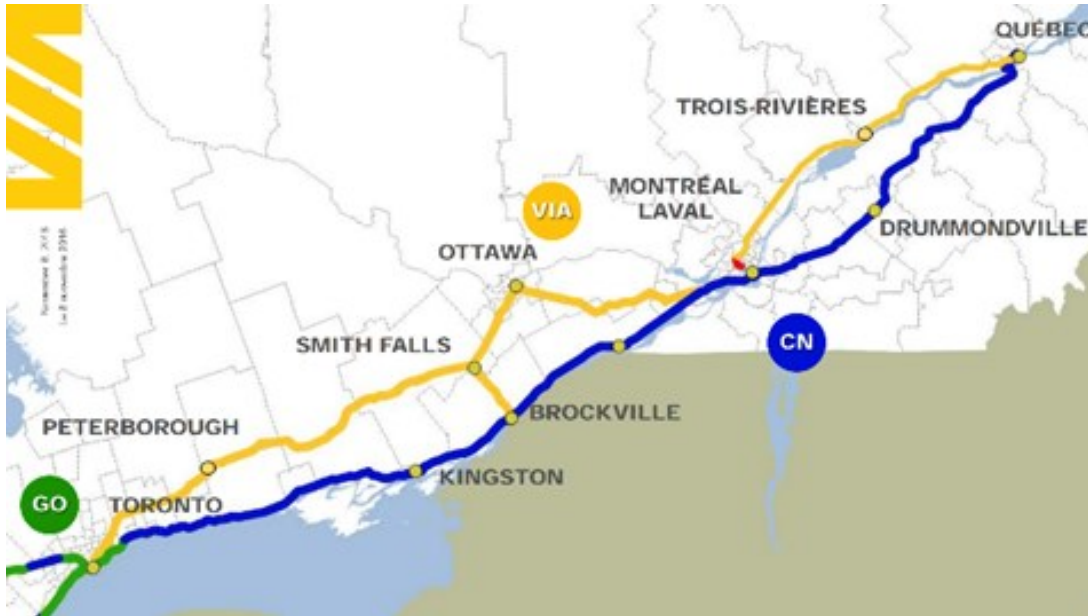 QUÉBEC
TROIS-RIVIÈRES
MONTRÉAL
LAVAL
VIA
DRUMMONDVILLE
OTTAWA
SMITH FALLS
CN
BROCKVILLE
PETERBOROUGH
KINGSTON
GO
TORONTO